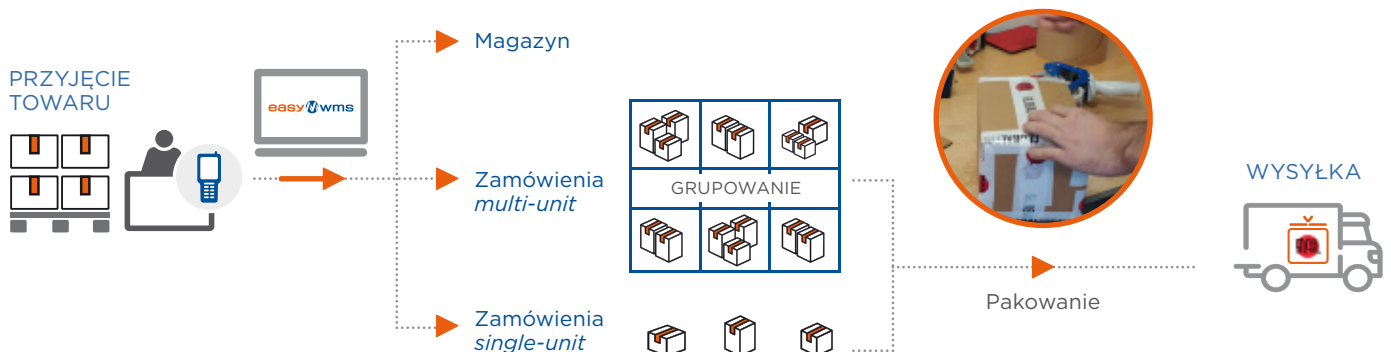 PRZYJĘCIE
TOWARU
easy wms
Magazyn
Zamówienia
multi-unit
GRUPOWANIE
Zamówienia
single-unit
Pakowanie
WYSYŁKA